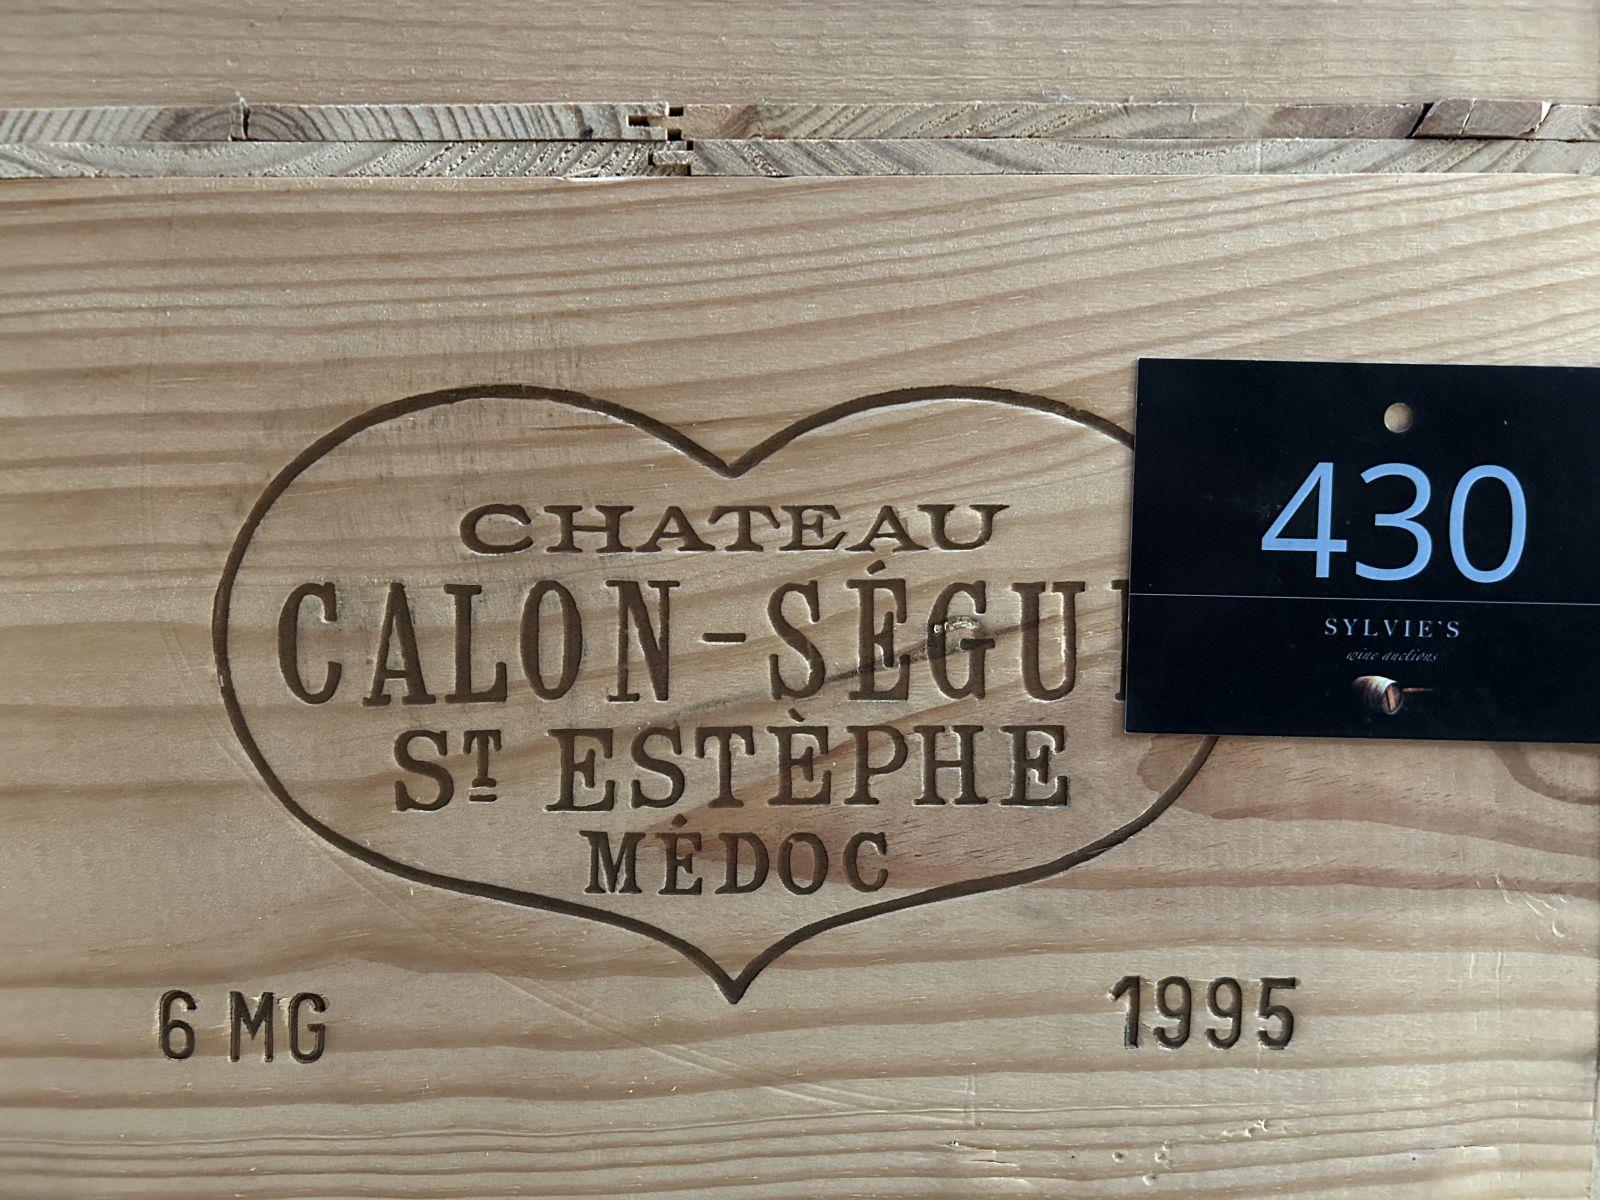 CHATEAU
CALON-SÉGU
ST ESTÈPHE
MÉDOC
6 MG
1995
430
SYLVIE'S
wine auctions